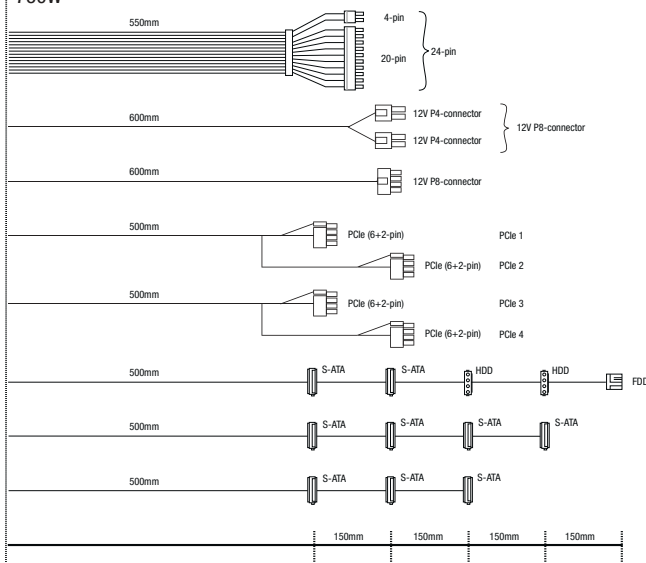 550mm
4-pin
20-pin
24-pin
600mm
12V P4-connector
12V P4-connector
12V P8-connector
600mm
12V P8-connector
500mm
PCIe (6+2-pin) PCIe 1
PCIe (6+2-pin) PCIe 2
500mm
PCIe (6+2-pin) PCIe 3
PCIe (6+2-pin) PCIe 4
500mm S-ATA S-ATA HDD HDD FDD
500mm S-ATA S-ATA S-ATA S-ATA
500mm S-ATA S-ATA S-ATA
150mm 150mm 150mm 150mm